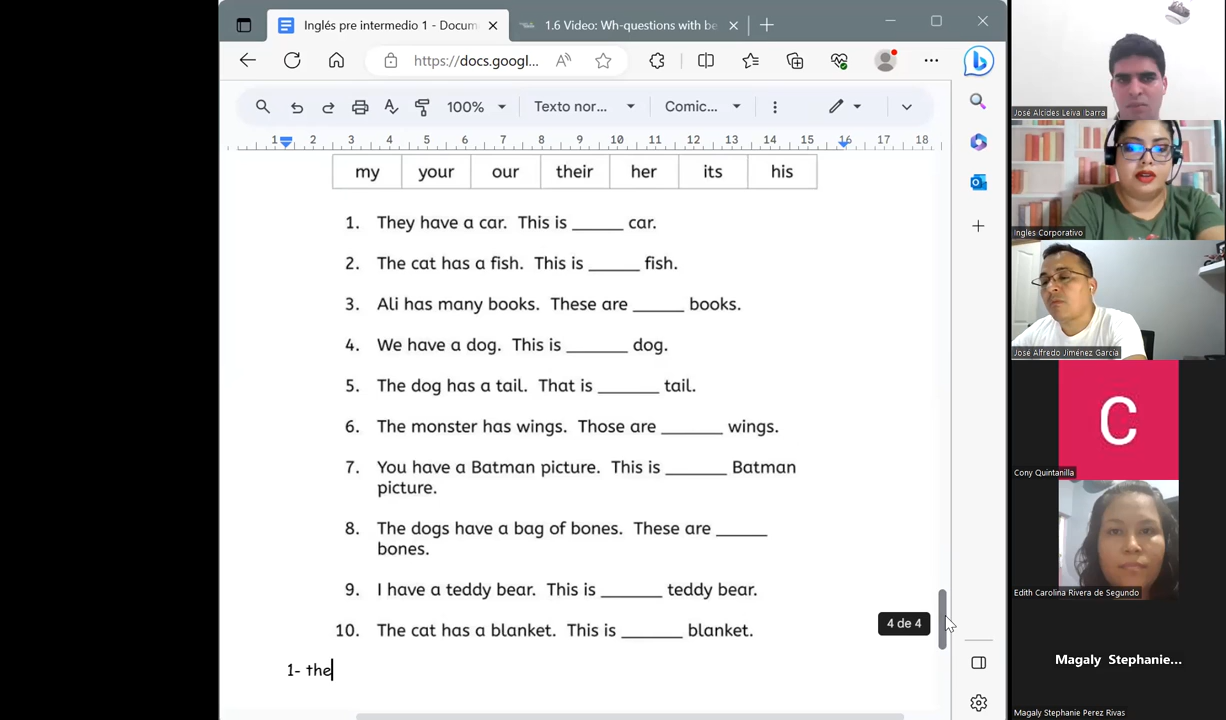 Inglés pre intermedio 1 - Docum
1.6 Video: Wh-questions with be
https://docs.googl...
100%
Texto nor...
Comic...
1 2 3 4 5 6 7 8 9 10 11 12 13 14 15 16 17 18
my your our their her its his
1. They have a car. This is ______ car.
2. The cat has a fish. This is ______ fish.
3. Ali has many books. These are ______ books.
4. We have a dog. This is _______ dog.
5. The dog has a tail. That is _______ tail.
6. The monster has wings. Those are _______ wings.
7. You have a Batman picture. This is _______ Batman
picture.
8. The dogs have a bag of bones. These are ______
bones.
9. I have a teddy bear. This is _______ teddy bear.
10. The cat has a blanket. This is _______ blanket.
4 de 4
1- the
José Alcides Leiva Ibarra
Ingles Corporativo
José Alfredo Jiménez García
C
Cony Quintanilla
Edith Carolina Rivera de Segundo
Magaly Stephanie...
Magaly Stephanie Perez Rivas